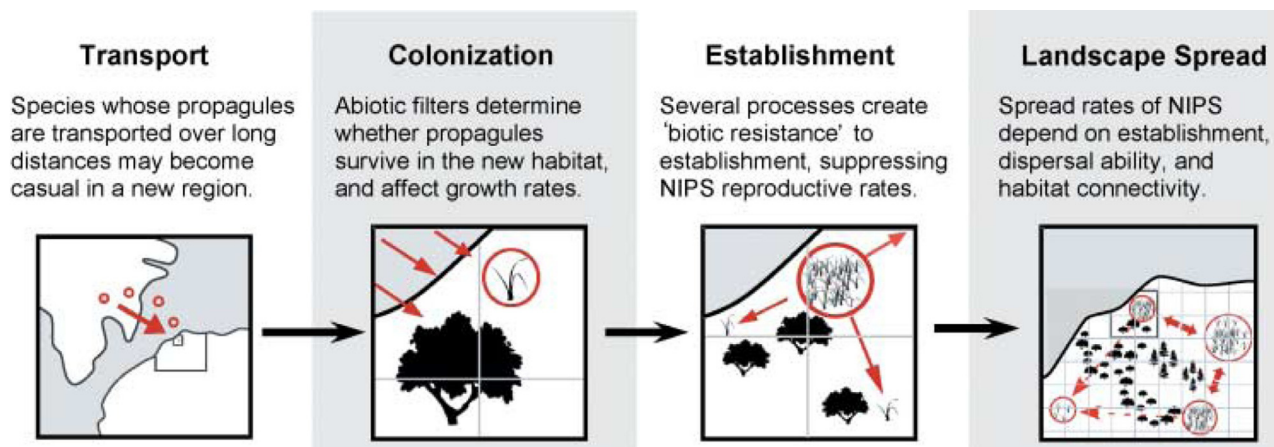 Transport
Species whose propagules
are transported over long
distances may become
casual in a new region.
Colonization
Abiotic filters determine
whether propagules
survive in the new habitat,
and affect growth rates.
Establishment
Several processes create
‘biotic resistance’ to
establishment, suppressing
NIPS reproductive rates.
Landscape Spread
Spread rates of NIPS
depend on establishment,
dispersal ability, and
habitat connectivity.